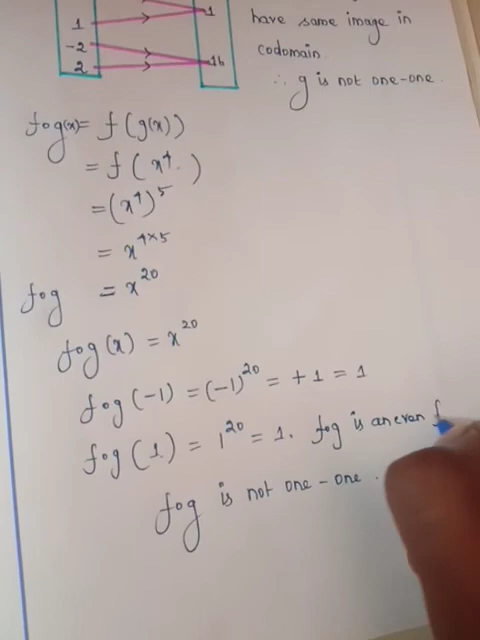 1
1
-2
2
16
have same image in
codomain
∴ g is not one-one.
fog(x) = f(g(x))
= f(x⁴)
= (x⁴)⁵
= x⁴ˣ⁵
fog = x²⁰
fog(x) = x²⁰
fog(-1) = (-1)²⁰ = +1 = 1
fog(1) = 1²⁰ = 1. fog is an even f
fog is not one-one.